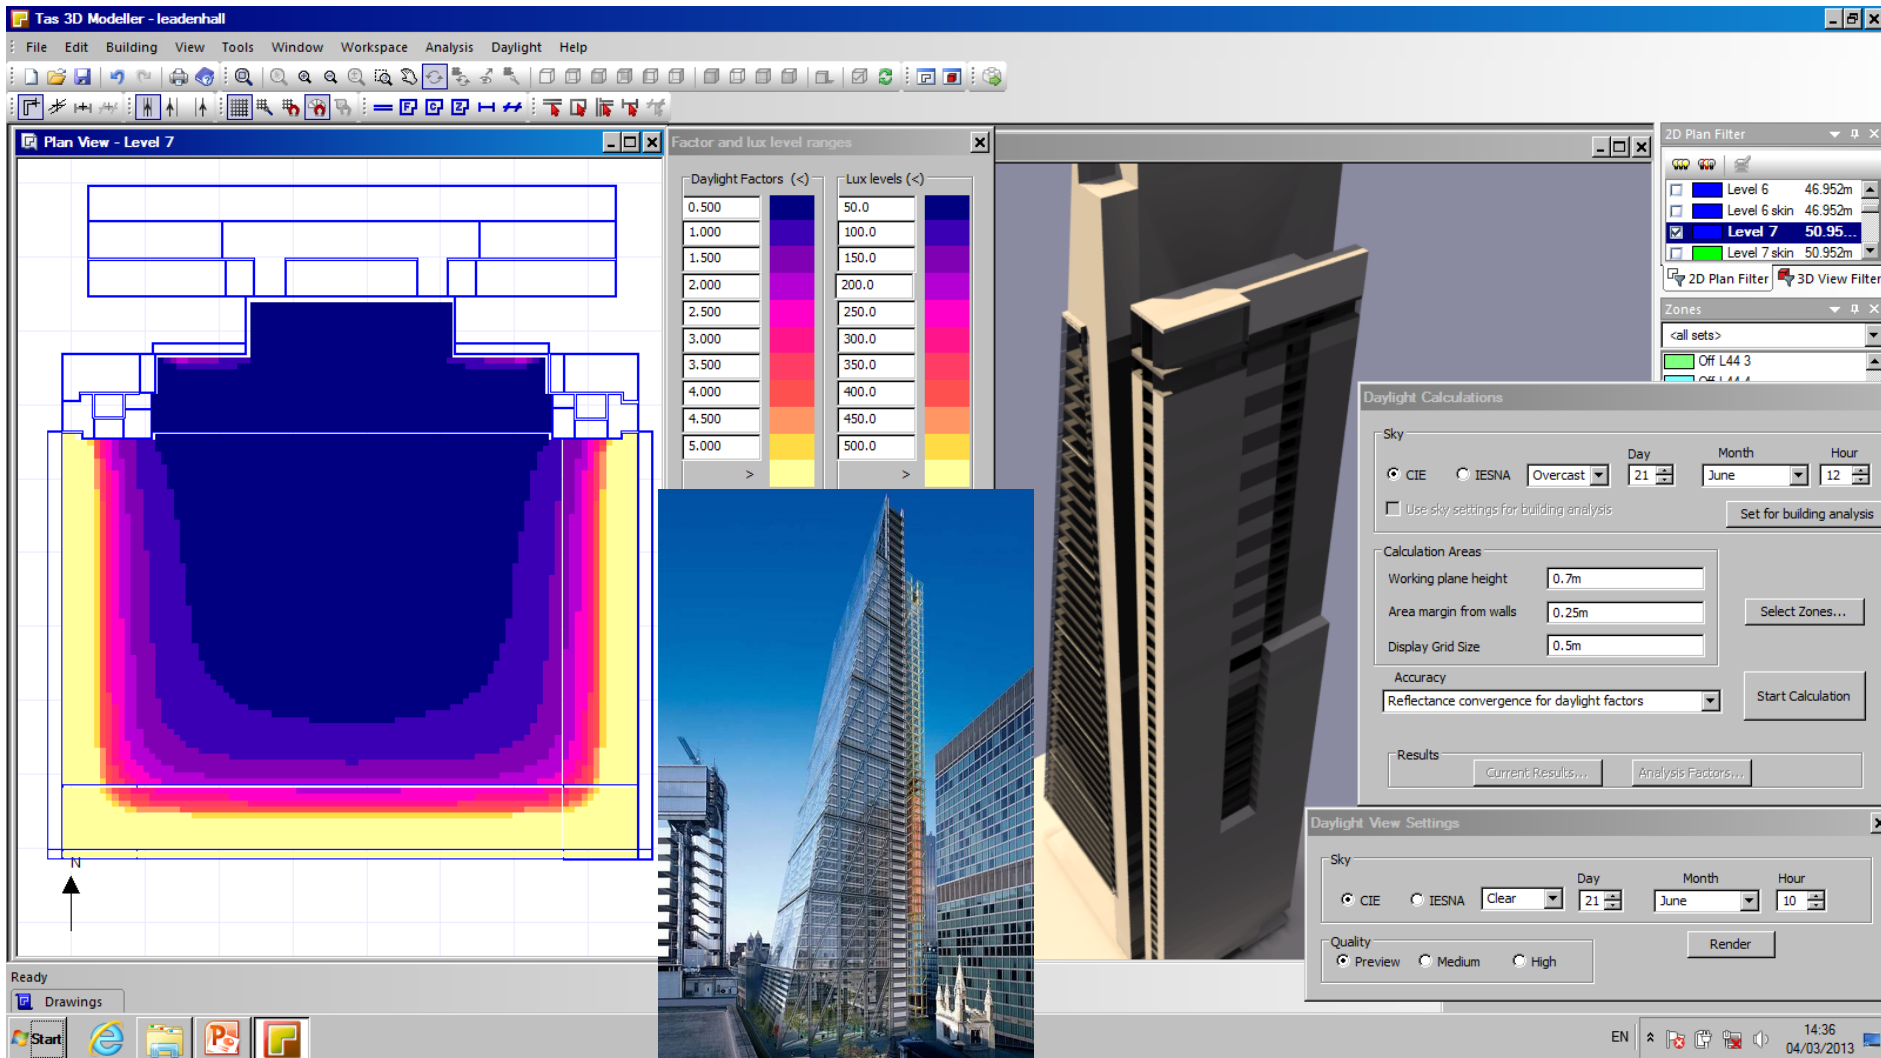 Tas 3D Modeller - leadenhall
File Edit Building View Tools Window Workspace Analysis Daylight Help
Plan View - Level 7
N
Factor and lux level ranges
Daylight Factors (<) Lux levels (<)
0.500 50.0
1.000 100.0
1.500 150.0
2.000 200.0
2.500 250.0
3.000 300.0
3.500 350.0
4.000 400.0
4.500 450.0
5.000 500.0
> >
2D Plan Filter
Level 6 46.952m
Level 6 skin 46.952m
Level 7 50.95...
Level 7 skin 50.952m
2D Plan Filter 3D View Filter
Zones
<all sets>
Off L44 3
Daylight Calculations
Sky
Day Month Hour
CIE IESNA Overcast 21 June 12
Use sky settings for building analysis
Set for building analysis
Calculation Areas
Working plane height 0.7m
Area margin from walls 0.25m
Select Zones...
Display Grid Size 0.5m
Accuracy
Reflectance convergence for daylight factors
Start Calculation
Results
Current Results... Analysis Factors...
Daylight View Settings
Sky
Day Month Hour
CIE IESNA Clear 21 June 10
Quality
Preview Medium High
Render
Ready
Drawings
Start
EN
14:36
04/03/2013